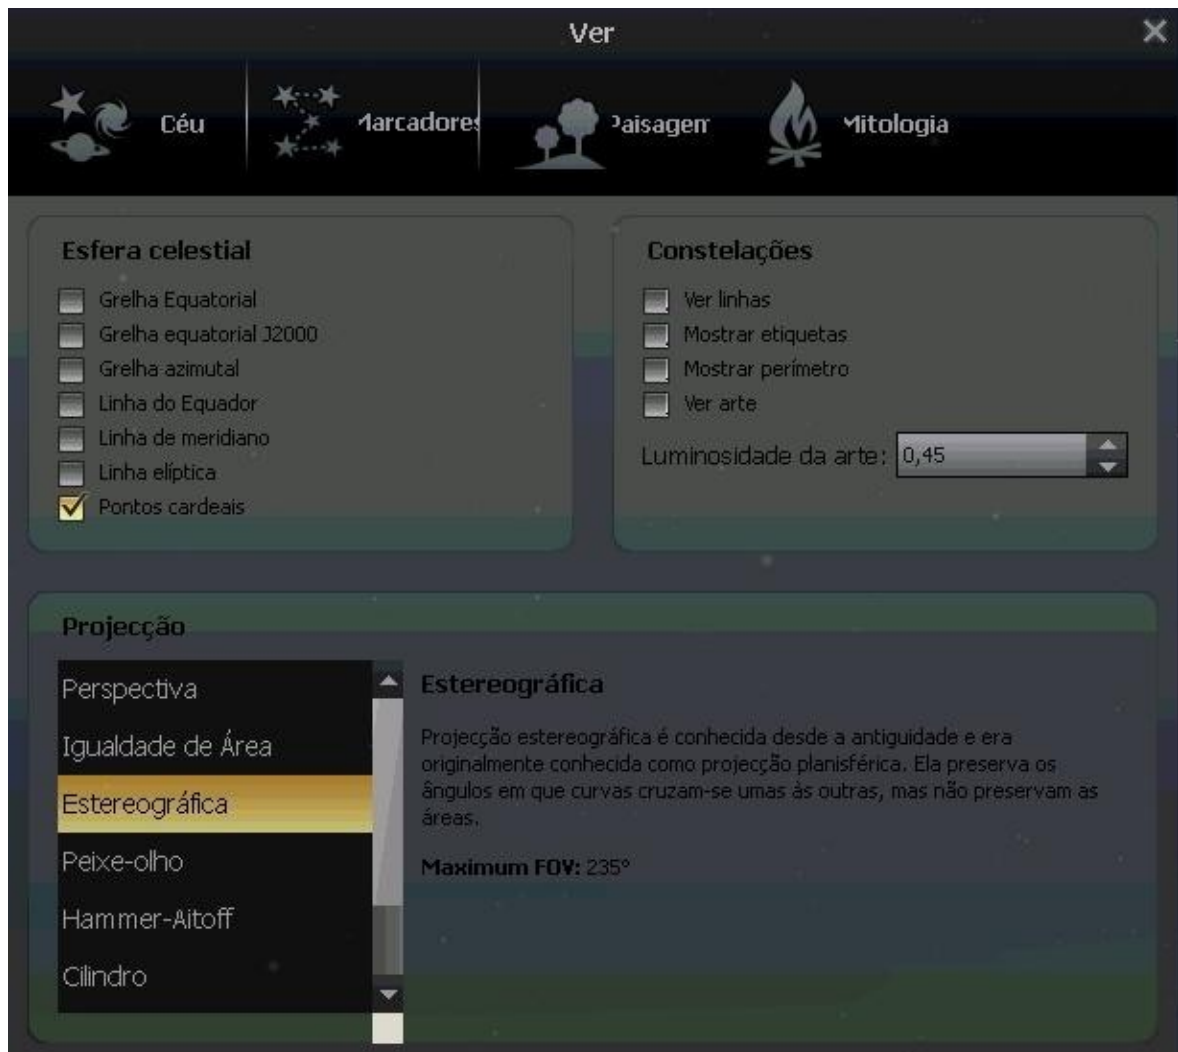 Ver
Céu
Marcadores
Paisagem
Mitologia
Esfera celestial
Grelha Equatorial
Grelha equatorial J2000
Grelha azimutal
Linha do Equador
Linha de meridiano
Linha elíptica
Pontos cardeais
Constelações
Ver linhas
Mostrar etiquetas
Mostrar perímetro
Ver arte
Luminosidade da arte: 0,45
Projecção
Perspectiva
Igualdade de Área
Estereográfica
Peixe-olho
Hammer-Aitoff
Cilindro
Estereográfica
Projecção estereográfica é conhecida desde a antiguidade e era
originalmente conhecida como projecção planisférica. Ela preserva os
ângulos em que curvas cruzam-se umas às outras, mas não preservam as
áreas.
Maximum FOV: 235°